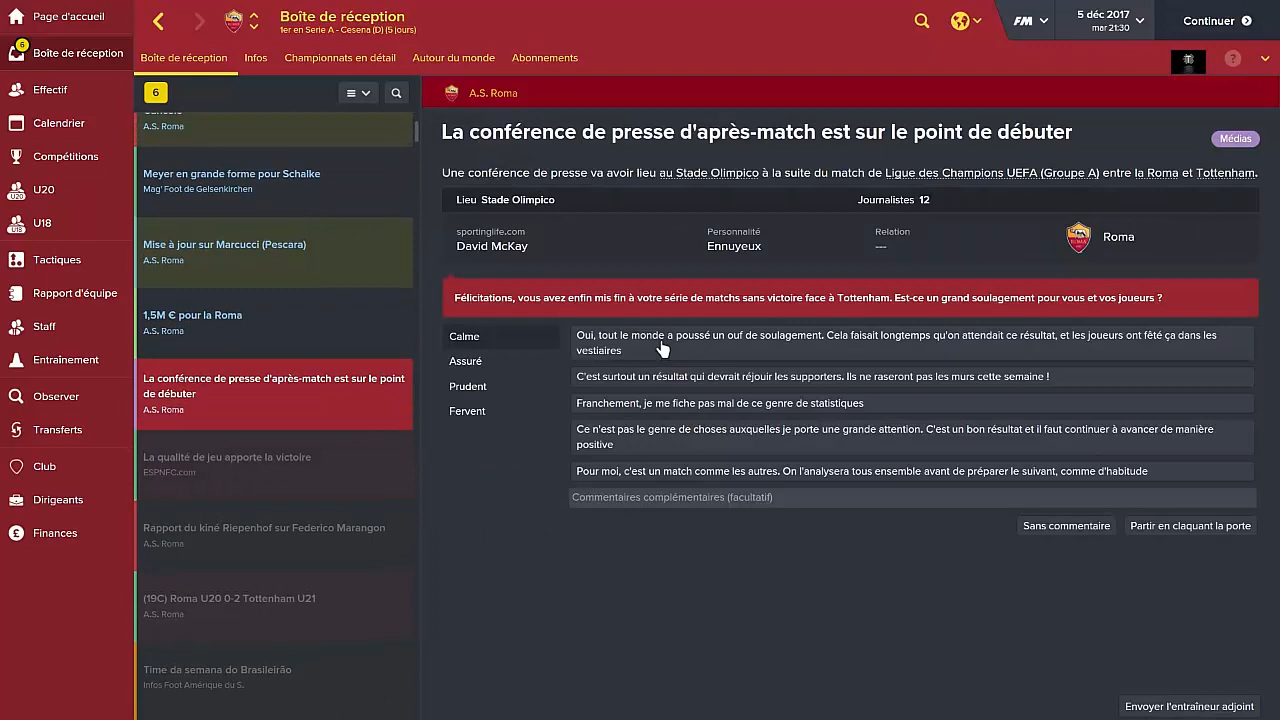 Page d'accueil
6
Boîte de réception
Effectif
Calendrier
Compétitions
U20
U20
U18
U18
Tactiques
Rapport d'équipe
Staff
Entraînement
Observer
Transferts
Club
Dirigeants
Finances
Boîte de réception
1er en Serie A - Cesena (D) (5 jours)
FM
5 déc 2017
mar 21:30
Continuer
Boîte de réception
Infos
Championnats en détail
Autour du monde
Abonnements
?
6
A.S. Roma
Meyer en grande forme pour Schalke
Mag' Foot de Gelsenkirchen
Mise à jour sur Marcucci (Pescara)
A.S. Roma
1,5M € pour la Roma
A.S. Roma
La conférence de presse d'après-match est sur le point
de débuter
A.S. Roma
La qualité de jeu apporte la victoire
ESPNFC.com
Rapport du kiné Riepenhof sur Federico Marangon
A.S. Roma
(19C) Roma U20 0-2 Tottenham U21
A.S. Roma
Time da semana do Brasileirão
Infos Foot Amérique du S.
A.S. Roma
La conférence de presse d'après-match est sur le point de débuter
Médias
Une conférence de presse va avoir lieu au Stade Olimpico à la suite du match de Ligue des Champions UEFA (Groupe A) entre la Roma et Tottenham.
Lieu Stade Olimpico
Journalistes 12
sportinglife.com
David McKay
Personnalité
Ennuyeux
Relation
---
ROMA
Roma
Félicitations, vous avez enfin mis fin à votre série de matchs sans victoire face à Tottenham. Est-ce un grand soulagement pour vous et vos joueurs ?
Calme
Assuré
Prudent
Fervent
Oui, tout le monde a poussé un ouf de soulagement. Cela faisait longtemps qu'on attendait ce résultat, et les joueurs ont fêté ça dans les
vestiaires
C'est surtout un résultat qui devrait réjouir les supporters. Ils ne raseront pas les murs cette semaine !
Franchement, je me fiche pas mal de ce genre de statistiques
Ce n'est pas le genre de choses auxquelles je porte une grande attention. C'est un bon résultat et il faut continuer à avancer de manière
positive
Pour moi, c'est un match comme les autres. On l'analysera tous ensemble avant de préparer le suivant, comme d'habitude
Commentaires complémentaires (facultatif)
Sans commentaire
Partir en claquant la porte
Envoyer l'entraîneur adjoint